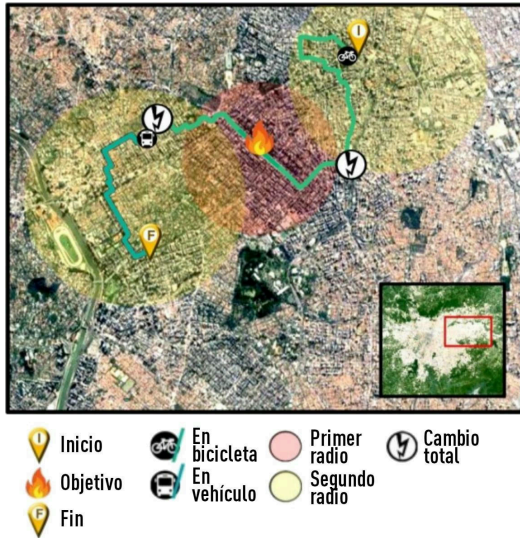 I
F
I
Inicio
En
bicicleta
Primer
radio
Cambio
total
Objetivo
En
vehículo
Segundo
radio
F
Fin